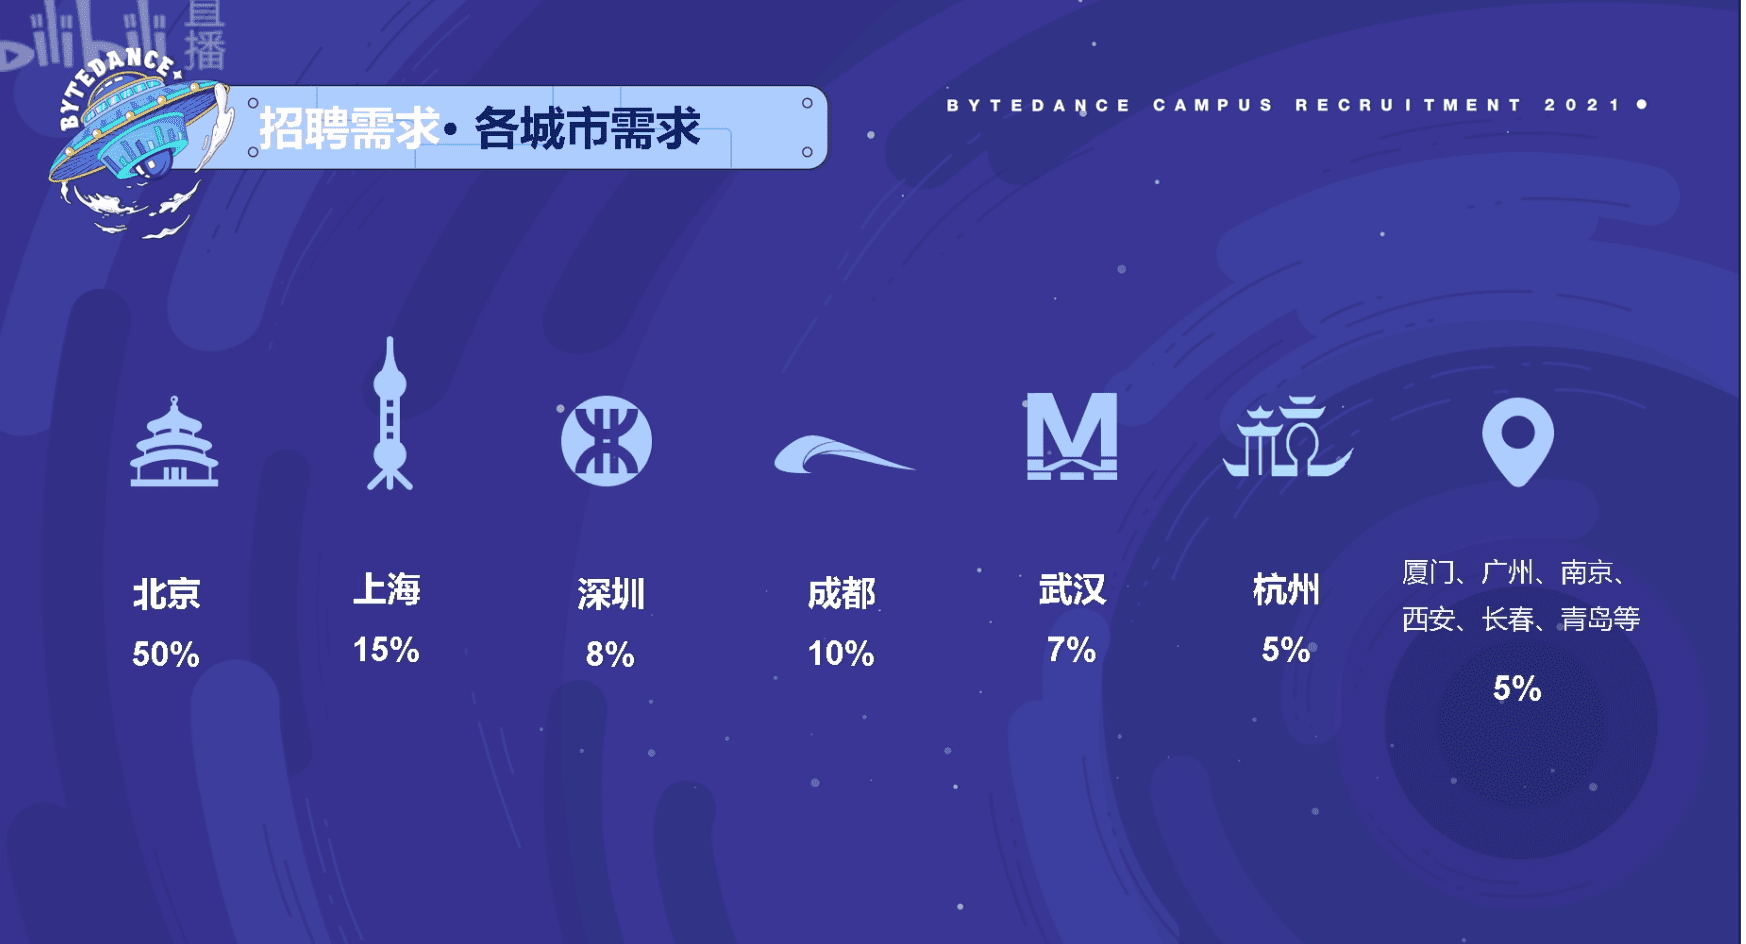 bilibili 直播
BYTEDANCE
招聘需求· 各城市需求
BYTEDANCE CAMPUS RECRUITMENT 2021
北京
50%
上海
15%
深圳
8%
成都
10%
武汉
7%
杭州
5%
厦门、广州、南京、
西安、长春、青岛等
5%